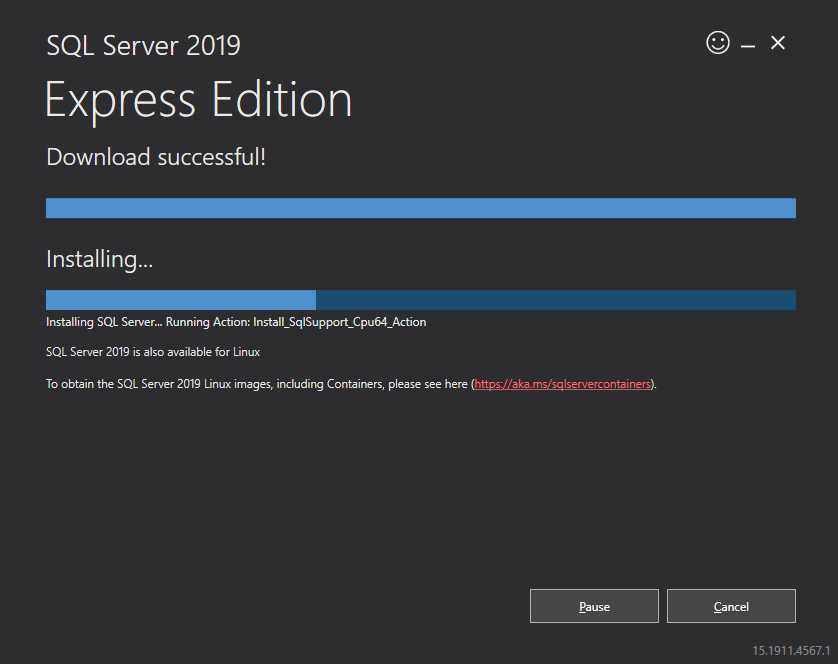 SQL Server 2019
Express Edition
Download successful!
Installing...
Installing SQL Server... Running Action: Install_SqlSupport_Cpu64_Action
SQL Server 2019 is also available for Linux
To obtain the SQL Server 2019 Linux images, including Containers, please see here (https://aka.ms/sqlservercontainers).
Pause
Cancel
15.1911.4567.1